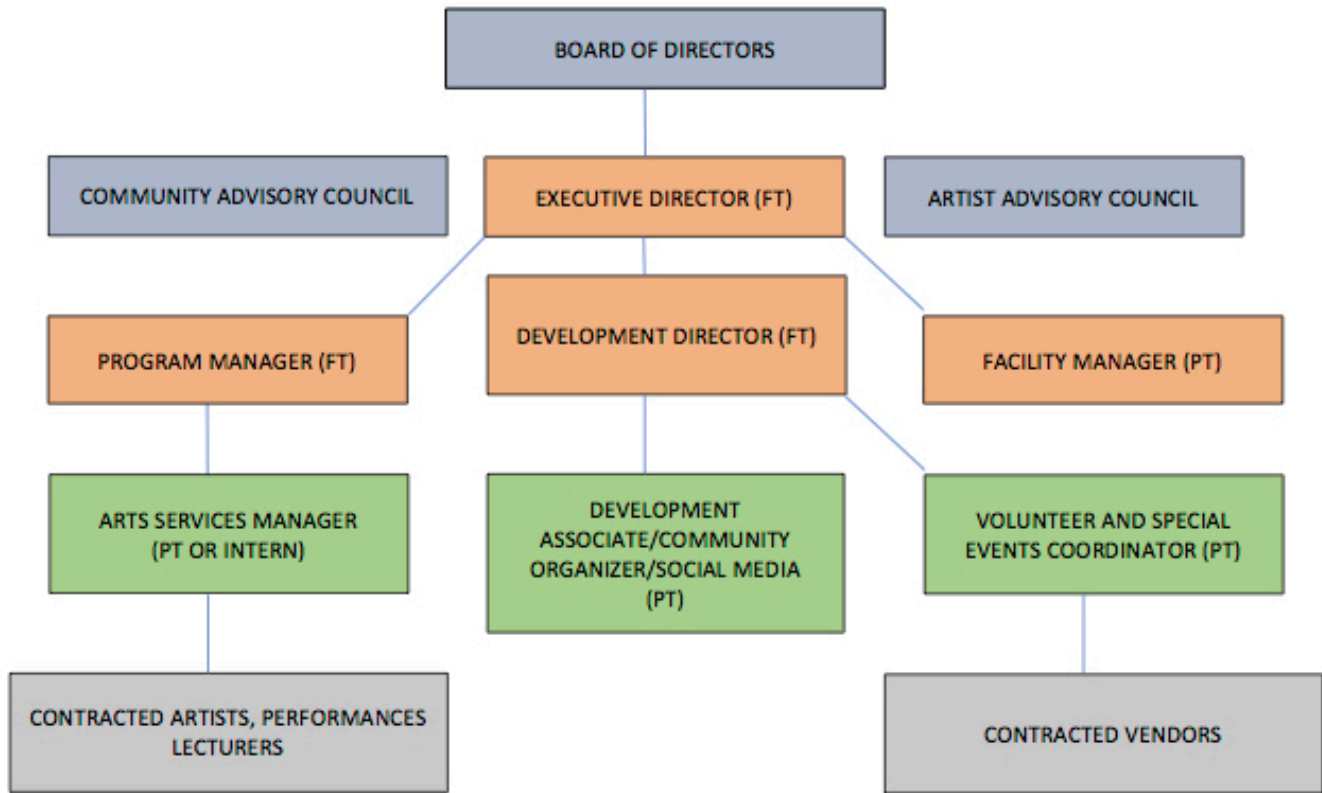 BOARD OF DIRECTORS
COMMUNITY ADVISORY COUNCIL
EXECUTIVE DIRECTOR (FT)
ARTIST ADVISORY COUNCIL
PROGRAM MANAGER (FT)
DEVELOPMENT DIRECTOR (FT)
FACILITY MANAGER (PT)
ARTS SERVICES MANAGER
(PT OR INTERN)
DEVELOPMENT
ASSOCIATE/COMMUNITY
ORGANIZER/SOCIAL MEDIA
(PT)
VOLUNTEER AND SPECIAL
EVENTS COORDINATOR (PT)
CONTRACTED ARTISTS, PERFORMANCES
LECTURERS
CONTRACTED VENDORS